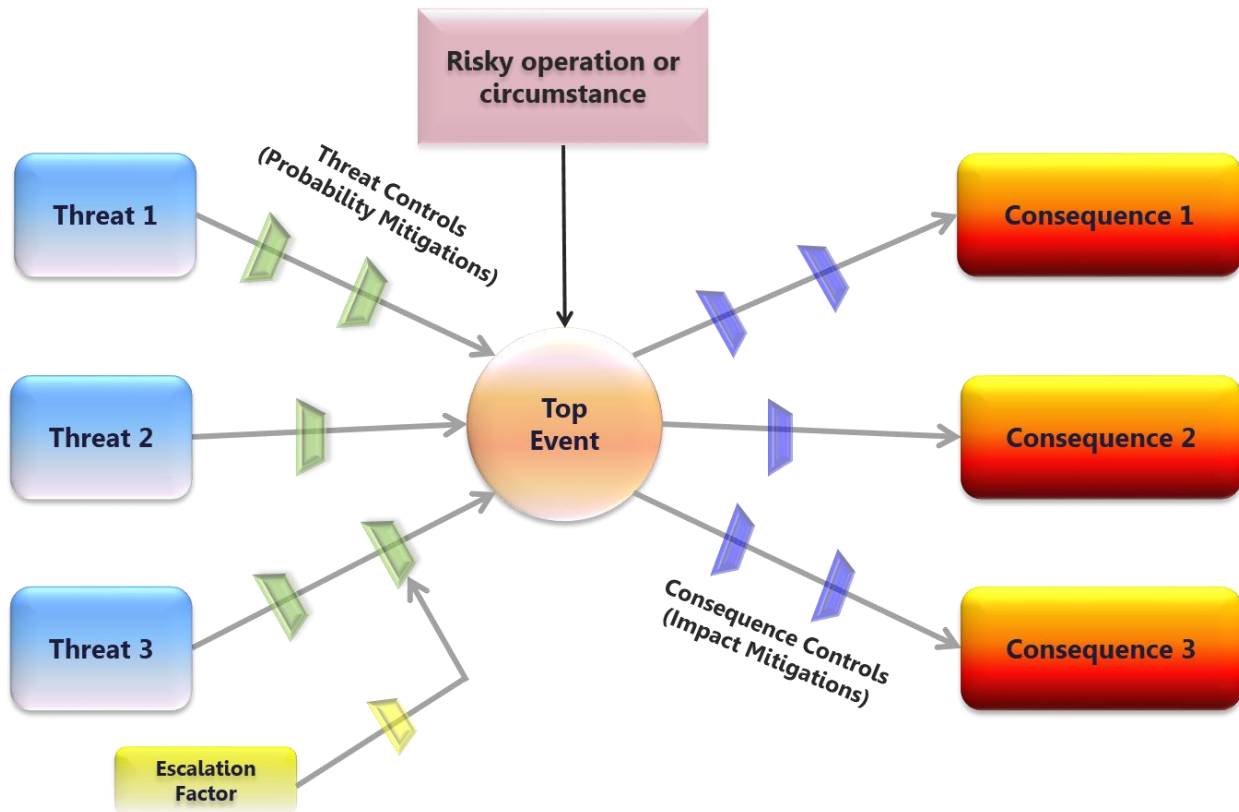 Risky operation or
circumstance
Threat Controls
(Probability Mitigations)
Threat 1
Consequence 1
Threat 2
Top
Event
Consequence 2
Threat 3
Consequence Controls
(Impact Mitigations)
Consequence 3
Escalation
Factor